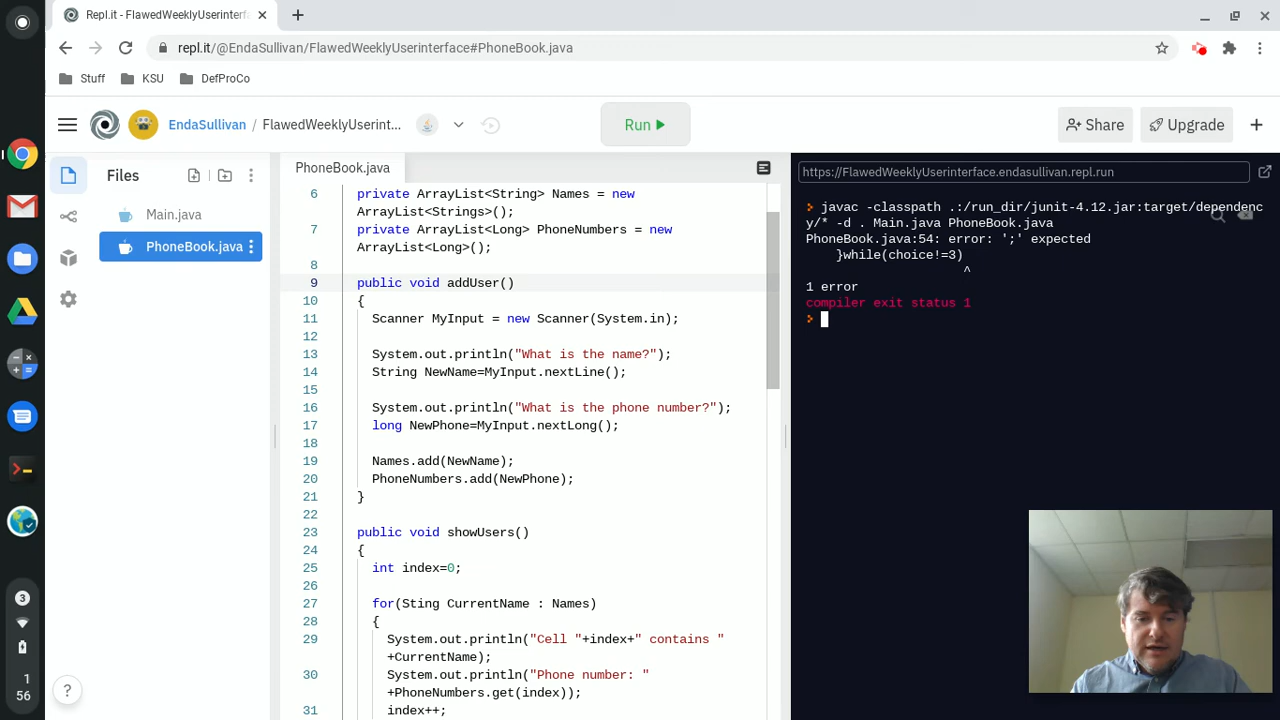 Repl.it - FlawedWeeklyUserinterf
repl.it/@EndaSullivan/FlawedWeeklyUserinterface#PhoneBook.java
Stuff KSU DefProCo
EndaSullivan / FlawedWeeklyUserint... Run Share Upgrade
Files
Main.java
PhoneBook.java
PhoneBook.java
6 private ArrayList<String> Names = new
ArrayList<Strings>();
7 private ArrayList<Long> PhoneNumbers = new
ArrayList<Long>();
8
9 public void addUser()
10 {
11 Scanner MyInput = new Scanner(System.in);
12
13 System.out.println("What is the name?");
14 String NewName=MyInput.nextLine();
15
16 System.out.println("What is the phone number?");
17 long NewPhone=MyInput.nextLong();
18
19 Names.add(NewName);
20 PhoneNumbers.add(NewPhone);
21 }
22
23 public void showUsers()
24 {
25 int index=0;
26
27 for(Sting CurrentName : Names)
28 {
29 System.out.println("Cell "+index+" contains "
+CurrentName);
30 System.out.println("Phone number: "
+PhoneNumbers.get(index));
31 index++;
https://FlawedWeeklyUserinterface.endasullivan.repl.run
javac -classpath .:/run_dir/junit-4.12.jar:target/dependenc
y/* -d . Main.java PhoneBook.java
PhoneBook.java:54: error: ';' expected
}while(choice!=3)
^
1 error
compiler exit status 1
3
1
56
?